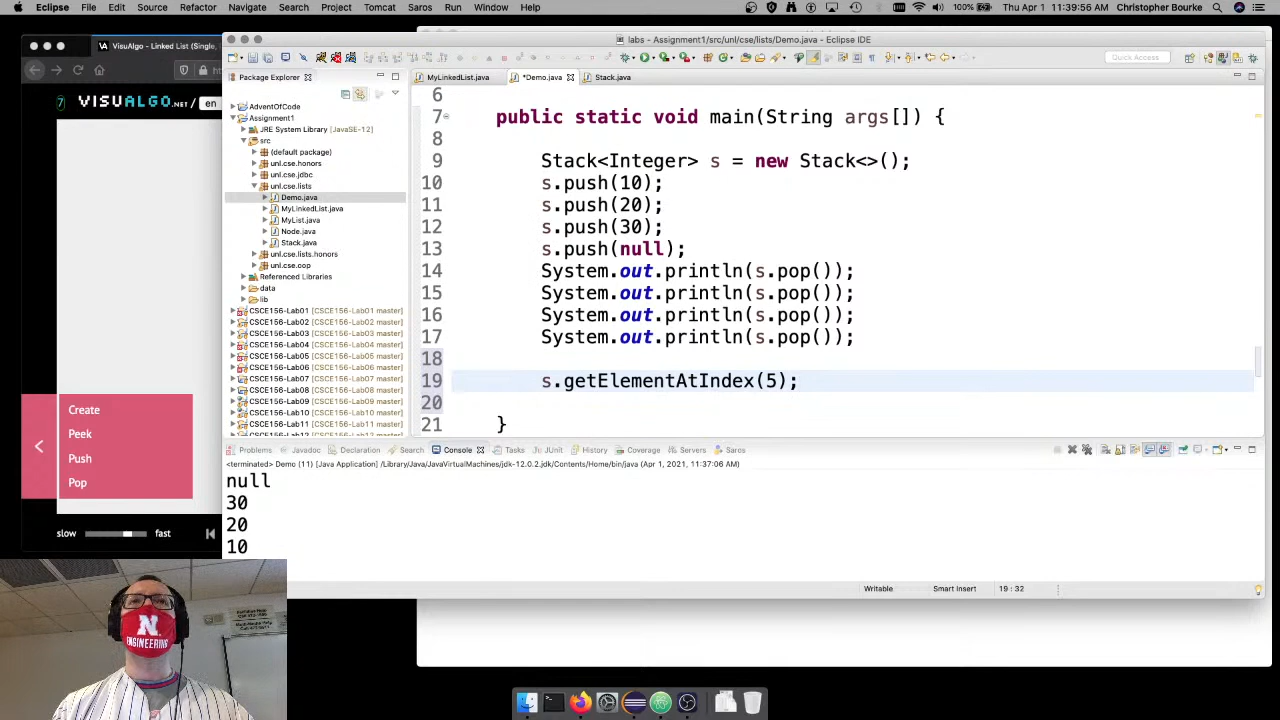 Eclipse File Edit Source Refactor Navigate Search Project Tomcat Saros Run Window Help
100% Thu Apr 1 11:39:56 AM Christopher Bourke
VisuAlgo - Linked List (Single,
labs - Assignment1/src/unl/cse/lists/Demo.java - Eclipse IDE
Quick Access
7 VISUALGO.NET / en
Package Explorer
MyLinkedList.java *Demo.java Stack.java
AdventOfCode
Assignment1
JRE System Library [JavaSE-12]
src
(default package)
unl.cse.honors
unl.cse.jdbc
unl.cse.lists
Demo.java
MyLinkedList.java
MyList.java
Node.java
Stack.java
unl.cse.lists.honors
unl.cse.oop
Referenced Libraries
data
lib
CSCE156-Lab01 [CSCE156-Lab01 master]
CSCE156-Lab02 [CSCE156-Lab02 master]
CSCE156-Lab03 [CSCE156-Lab03 master]
CSCE156-Lab04 [CSCE156-Lab04 master]
CSCE156-Lab05 [CSCE156-Lab05 master]
CSCE156-Lab06 [CSCE156-Lab06 master]
CSCE156-Lab07 [CSCE156-Lab07 master]
CSCE156-Lab08 [CSCE156-Lab08 master]
CSCE156-Lab09 [CSCE156-Lab09 master]
CSCE156-Lab10 [CSCE156-Lab10 master]
CSCE156-Lab11 [CSCE156-Lab11 master]
CSCE156-Lab12 [CSCE156-Lab12 master]
6
7 public static void main(String args[]) {
8
9 Stack<Integer> s = new Stack<>();
10 s.push(10);
11 s.push(20);
12 s.push(30);
13 s.push(null);
14 System.out.println(s.pop());
15 System.out.println(s.pop());
16 System.out.println(s.pop());
17 System.out.println(s.pop());
18
19 s.getElementAtIndex(5);
20
21 }
Create
Peek
Push
Pop
slow fast
Problems Javadoc Declaration Search Console Tasks JUnit History Coverage Servers Saros
<terminated> Demo (11) [Java Application] /Library/Java/JavaVirtualMachines/jdk-12.0.2.jdk/Contents/Home/bin/java (Apr 1, 2021, 11:37:06 AM)
null
30
20
10
Writable Smart Insert 19 : 32
N
ENGINEERING